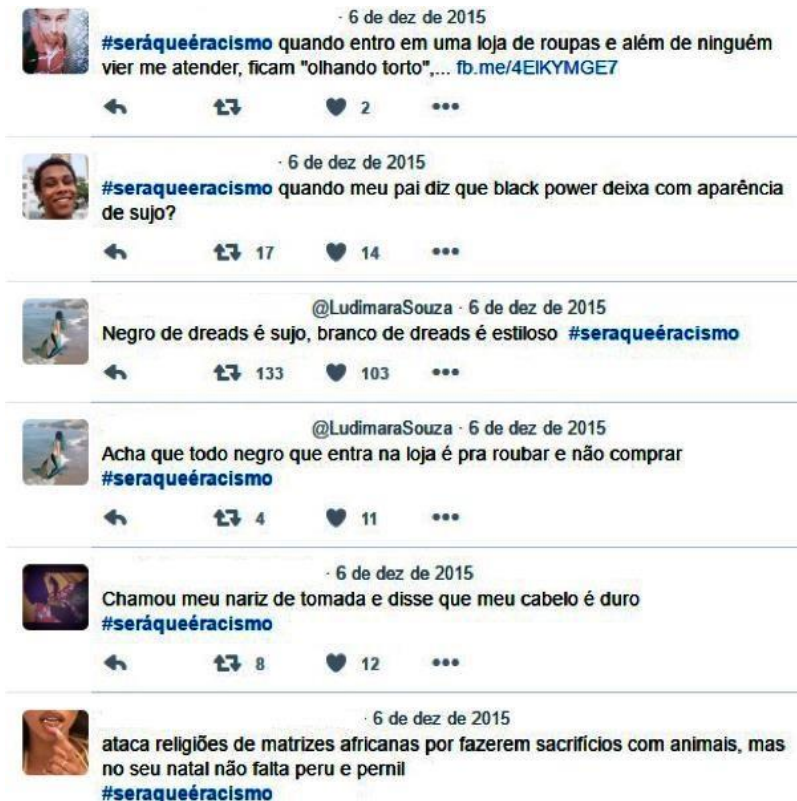 · 6 de dez de 2015
#seráqueéracismo quando entro em uma loja de roupas e além de ninguém
vier me atender, ficam "olhando torto",... fb.me/4ElKYMGE7
2
· 6 de dez de 2015
#seraqueeracismo quando meu pai diz que black power deixa com aparência
de sujo?
17 14
@LudimaraSouza · 6 de dez de 2015
Negro de dreads é sujo, branco de dreads é estiloso #seraqueéracismo
133 103
@LudimaraSouza · 6 de dez de 2015
Acha que todo negro que entra na loja é pra roubar e não comprar
#seraqueéracismo
4 11
· 6 de dez de 2015
Chamou meu nariz de tomada e disse que meu cabelo é duro
#seráqueéracismo
8 12
· 6 de dez de 2015
ataca religiões de matrizes africanas por fazerem sacrifícios com animais, mas
no seu natal não falta peru e pernil
#seraqueéracismo